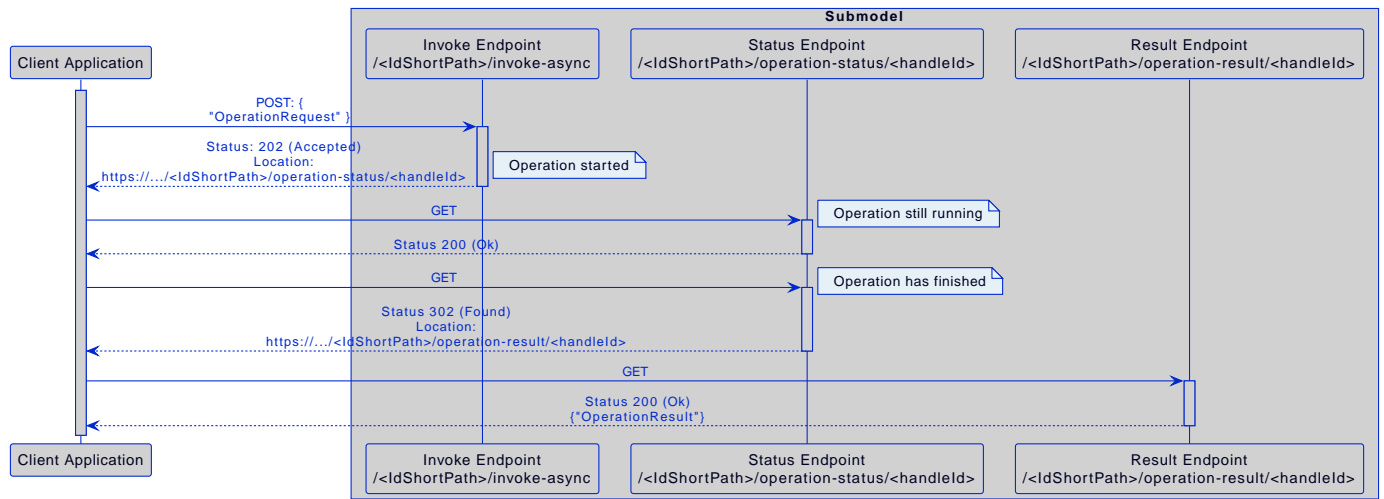 Submodel
Client Application
Invoke Endpoint
/<IdShortPath>/invoke-async
Status Endpoint
/<IdShortPath>/operation-status/<handleId>
Result Endpoint
/<IdShortPath>/operation-result/<handleId>
POST: {
"OperationRequest" }
Status: 202 (Accepted)
Location:
https://.../<IdShortPath>/operation-status/<handleId>
Operation started
GET
Operation still running
Status 200 (Ok)
GET
Operation has finished
Status 302 (Found)
Location:
https://.../<IdShortPath>/operation-result/<handleId>
GET
Status 200 (Ok)
{"OperationResult"}
Client Application
Invoke Endpoint
/<IdShortPath>/invoke-async
Status Endpoint
/<IdShortPath>/operation-status/<handleId>
Result Endpoint
/<IdShortPath>/operation-result/<handleId>